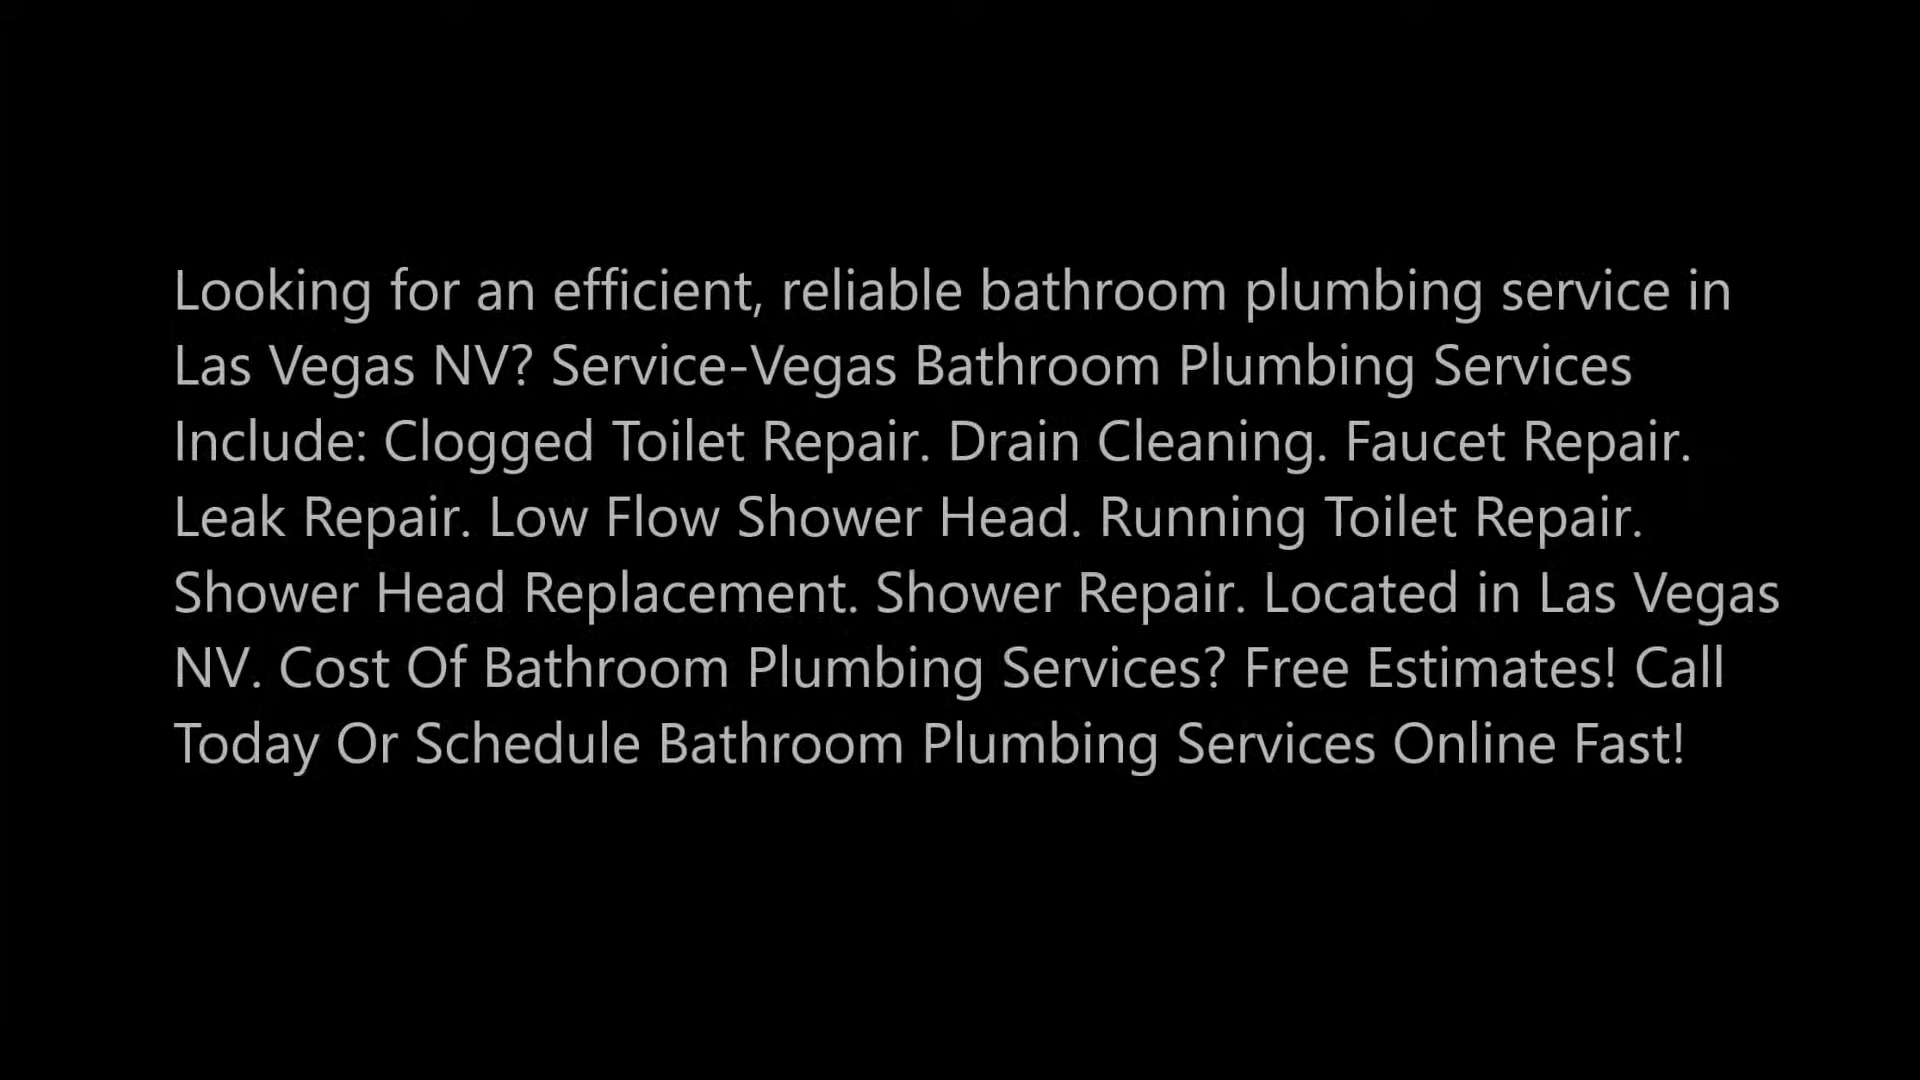 Looking for an efficient, reliable bathroom plumbing service in
Las Vegas NV? Service-Vegas Bathroom Plumbing Services
Include: Clogged Toilet Repair. Drain Cleaning. Faucet Repair.
Leak Repair. Low Flow Shower Head. Running Toilet Repair.
Shower Head Replacement. Shower Repair. Located in Las Vegas
NV. Cost Of Bathroom Plumbing Services? Free Estimates! Call
Today Or Schedule Bathroom Plumbing Services Online Fast!